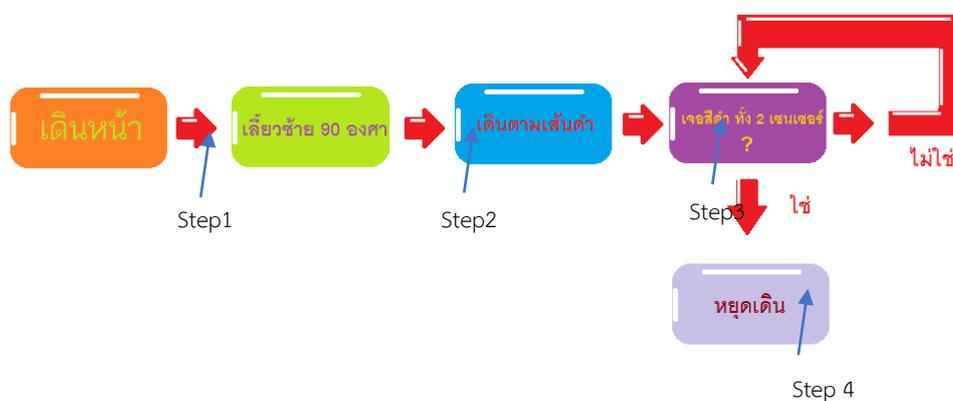 เดินหน้า
เลี้ยวซ้าย 90 องศา
เดินตามเส้นดำ
เจอสีดำ ทั้ง 2 เซนเซอร์
?
ไม่ใช่
Step1
Step2
Step3
ใช่
หยุดเดิน
Step 4